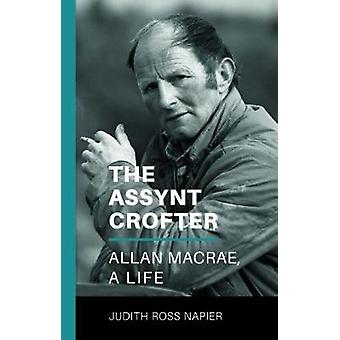 THE
ASSYNT
CROFTER
ALLAN MACRAE,
A LIFE
JUDITH ROSS NAPIER